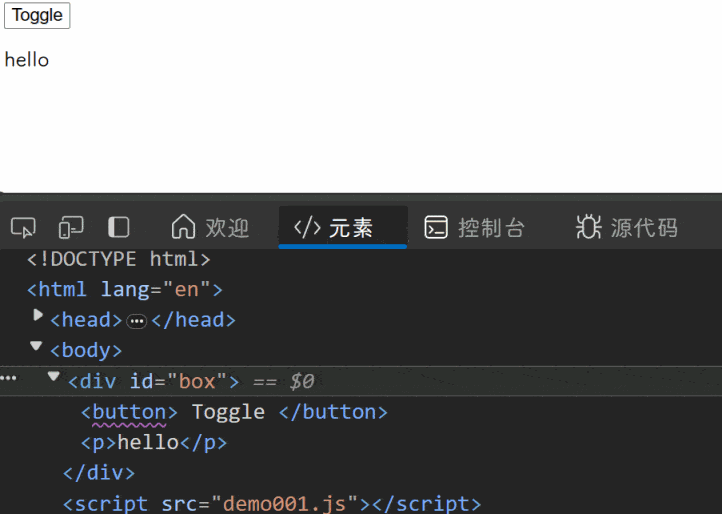 Toggle
hello
欢迎 </> 元素 控制台 源代码
<!DOCTYPE html>
<html lang="en">
<head>…</head>
<body>
… <div id="box"> == $0
<button> Toggle </button>
<p>hello</p>
</div>
<script src="demo001.js"></script>